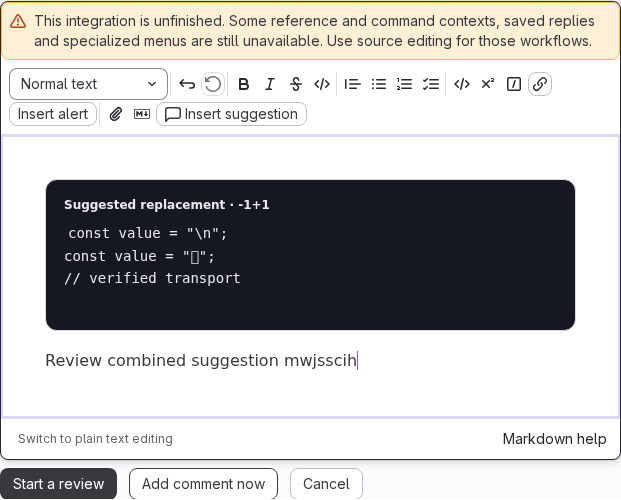 This integration is unfinished. Some reference and command contexts, saved replies
and specialized menus are still unavailable. Use source editing for those workflows.
Normal text
Insert alert
Insert suggestion
Suggested replacement · -1+1
const value = "\n";
const value = "▯";
// verified transport
Review combined suggestion mwjsscih
Switch to plain text editing
Markdown help
Start a review
Add comment now
Cancel